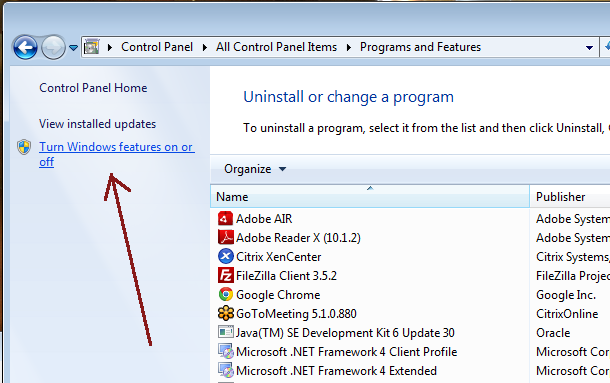 Control Panel ▸ All Control Panel Items ▸ Programs and Features
Control Panel Home
View installed updates
Turn Windows features on or
off
Uninstall or change a program
To uninstall a program, select it from the list and then click Uninstall,
Organize
Name Publisher
Adobe AIR Adobe System
Adobe Reader X (10.1.2) Adobe System
Citrix XenCenter Citrix Systems,
FileZilla Client 3.5.2 FileZilla Projec
Google Chrome Google Inc.
GoToMeeting 5.1.0.880 CitrixOnline
Java(TM) SE Development Kit 6 Update 30 Oracle
Microsoft .NET Framework 4 Client Profile Microsoft Cor
Microsoft .NET Framework 4 Extended Microsoft Cor